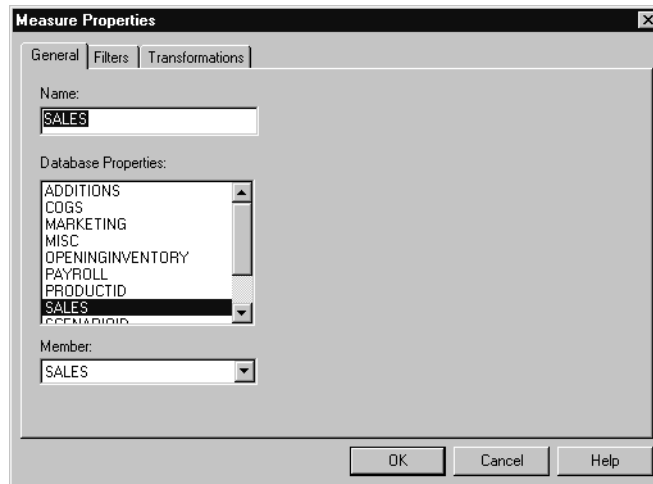 Measure Properties
General Filters Transformations
Name:
SALES
Database Properties:
ADDITIONS
COGS
MARKETING
MISC
OPENINGINVENTORY
PAYROLL
PRODUCTID
SALES
SCENARIOID
Member:
SALES
OK Cancel Help